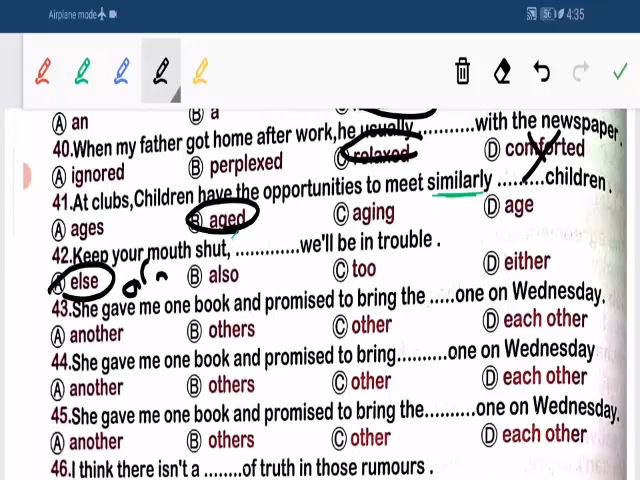 Airplane mode 56 4:35
Ⓐ an Ⓑ a
40.When my father got home after work,he usually ...........with the newspaper.
Ⓐ ignored Ⓑ perplexed Ⓒ relaxed Ⓓ comforted
41.At clubs,Children have the opportunities to meet similarly .........children.
Ⓐ ages Ⓑ aged Ⓒ aging Ⓓ age
42.Keep your mouth shut, .............we'll be in trouble .
Ⓐ else Ⓑ also Ⓒ too Ⓓ either
43.She gave me one book and promised to bring the .....one on Wednesday.
Ⓐ another Ⓑ others Ⓒ other Ⓓ each other
44.She gave me one book and promised to bring..........one on Wednesday
Ⓐ another Ⓑ others Ⓒ other Ⓓ each other
45.She gave me one book and promised to bring the..........one on Wednesday.
Ⓐ another Ⓑ others Ⓒ other Ⓓ each other
46.I think there isn't a ........of truth in those rumours .